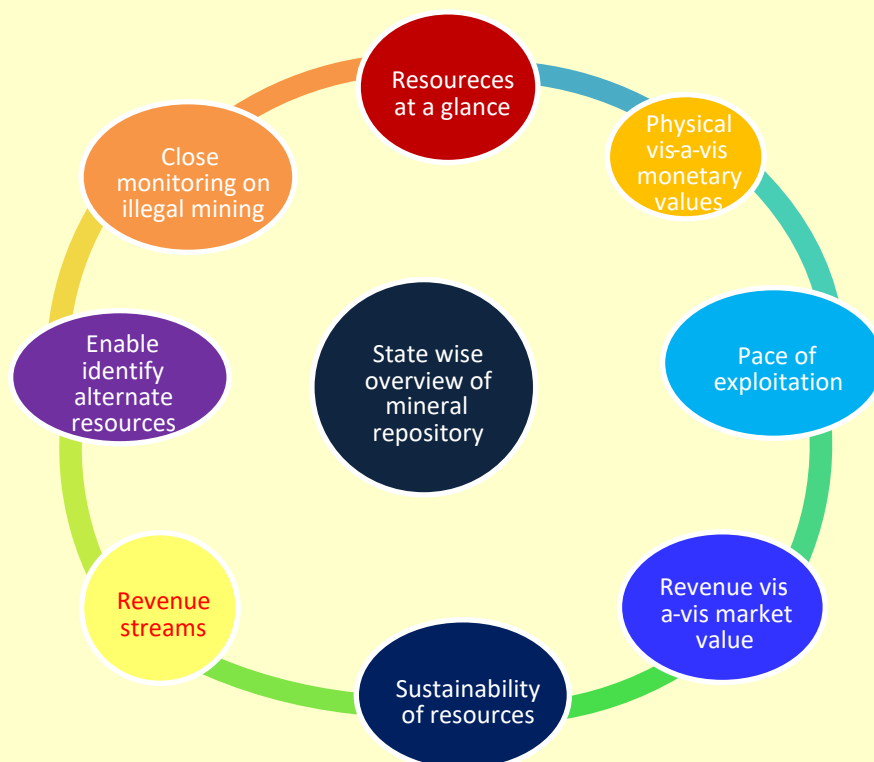 Resoureces
at a glance
Physical
vis-a-vis
monetary
values
Pace of
exploitation
Revenue vis
a-vis market
value
Sustainability
of resources
Revenue
streams
Enable
identify
alternate
resources
Close
monitoring on
illegal mining
State wise
overview of
mineral
repository